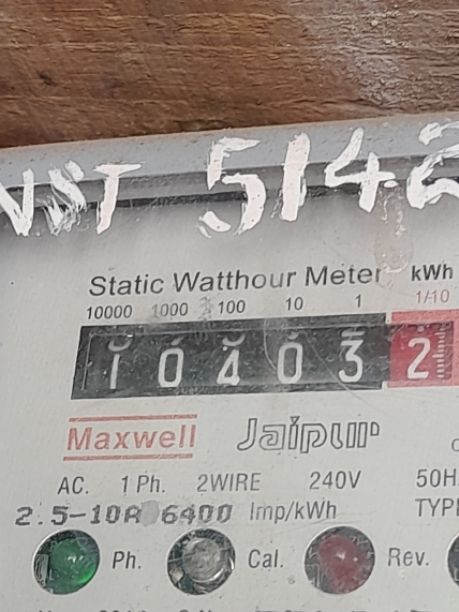 NST 5142
Static Watthour Meter kWh
10000 1000 100 10 1 1/10
1 0 4 0 3 2
Maxwell Jaipur
AC. 1 Ph. 2WIRE 240V 50H
2.5-10A 6400 Imp/kWh TYP
Ph. Cal. Rev.